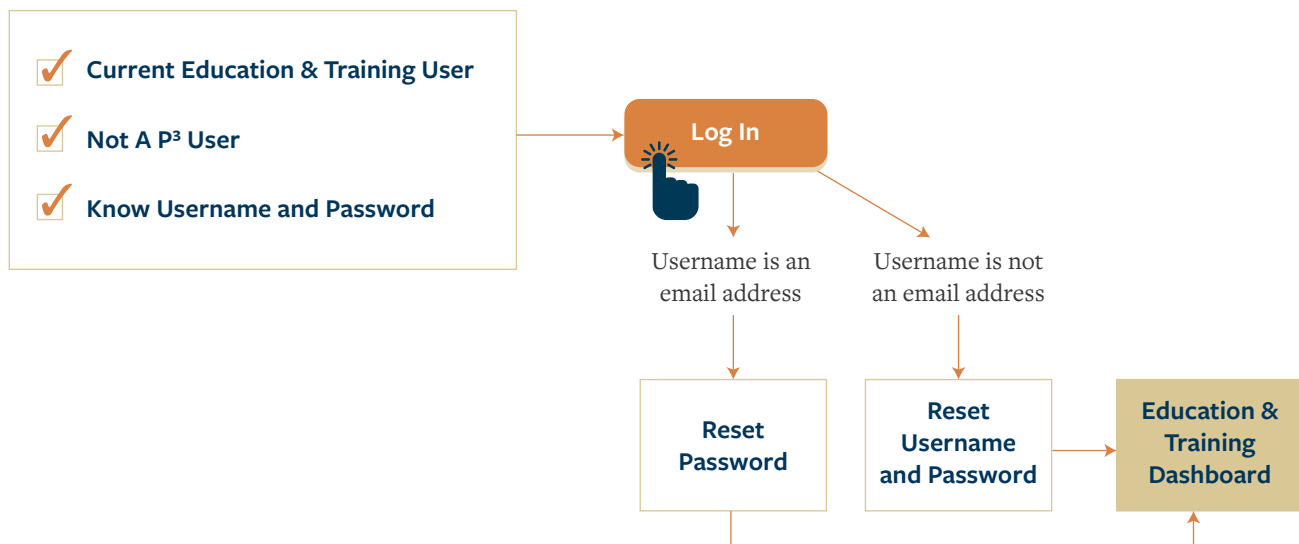 Current Education & Training User
Not A P³ User
Know Username and Password
Log In
Username is an
email address
Username is not
an email address
Reset
Password
Reset
Username
and Password
Education &
Training
Dashboard